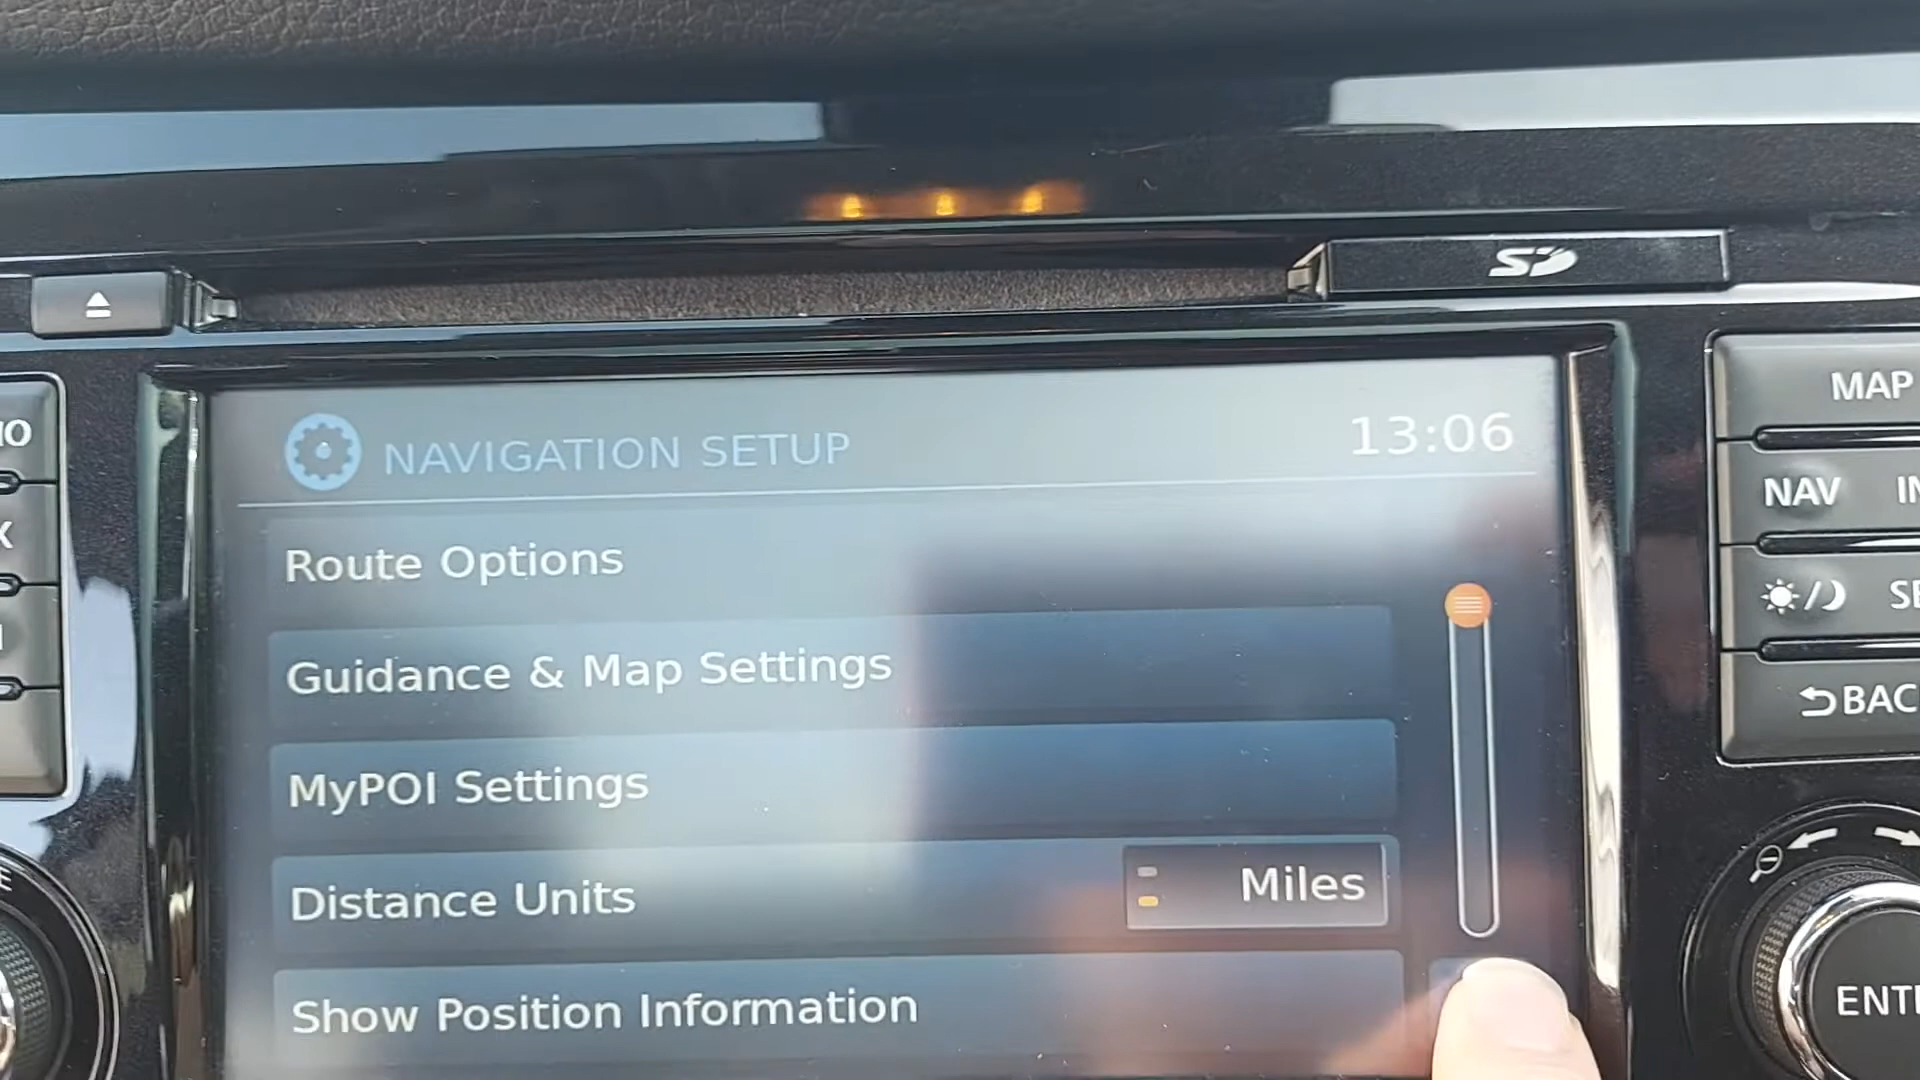 SD
MAP
NAV
BAC
ENT
NAVIGATION SETUP
13:06
Route Options
Guidance & Map Settings
MyPOI Settings
Distance Units
Miles
Show Position Information